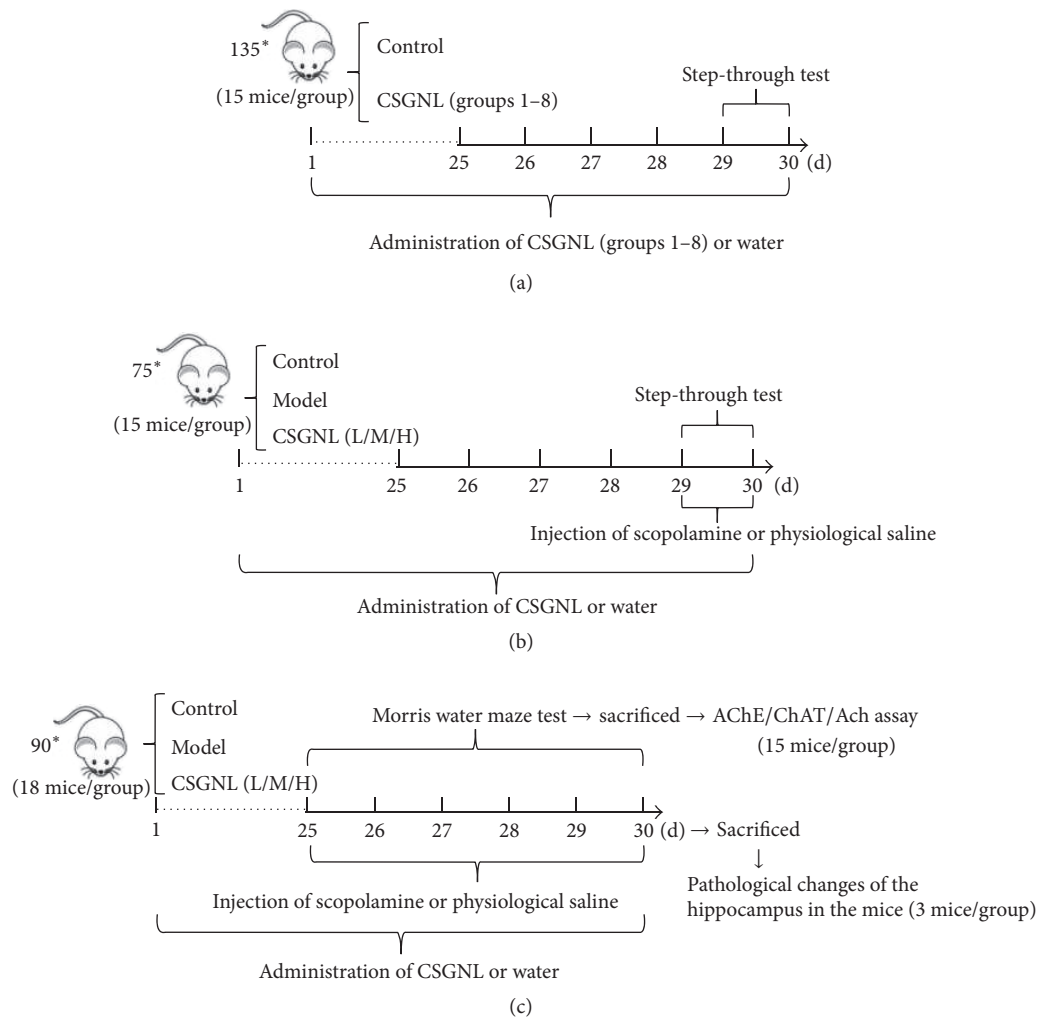 135*
(15 mice/group)
Control
CSGNL (groups 1–8)
Step-through test
1 25 26 27 28 29 30 (d)
Administration of CSGNL (groups 1–8) or water
(a)
75*
(15 mice/group)
Control
Model
CSGNL (L/M/H)
Step-through test
1 25 26 27 28 29 30 (d)
Injection of scopolamine or physiological saline
Administration of CSGNL or water
(b)
90*
(18 mice/group)
Control
Model
CSGNL (L/M/H)
Morris water maze test → sacrificed → AChE/ChAT/Ach assay
(15 mice/group)
1 25 26 27 28 29 30 (d) → Sacrificed
↓
Pathological changes of the
hippocampus in the mice (3 mice/group)
Injection of scopolamine or physiological saline
Administration of CSGNL or water
(c)